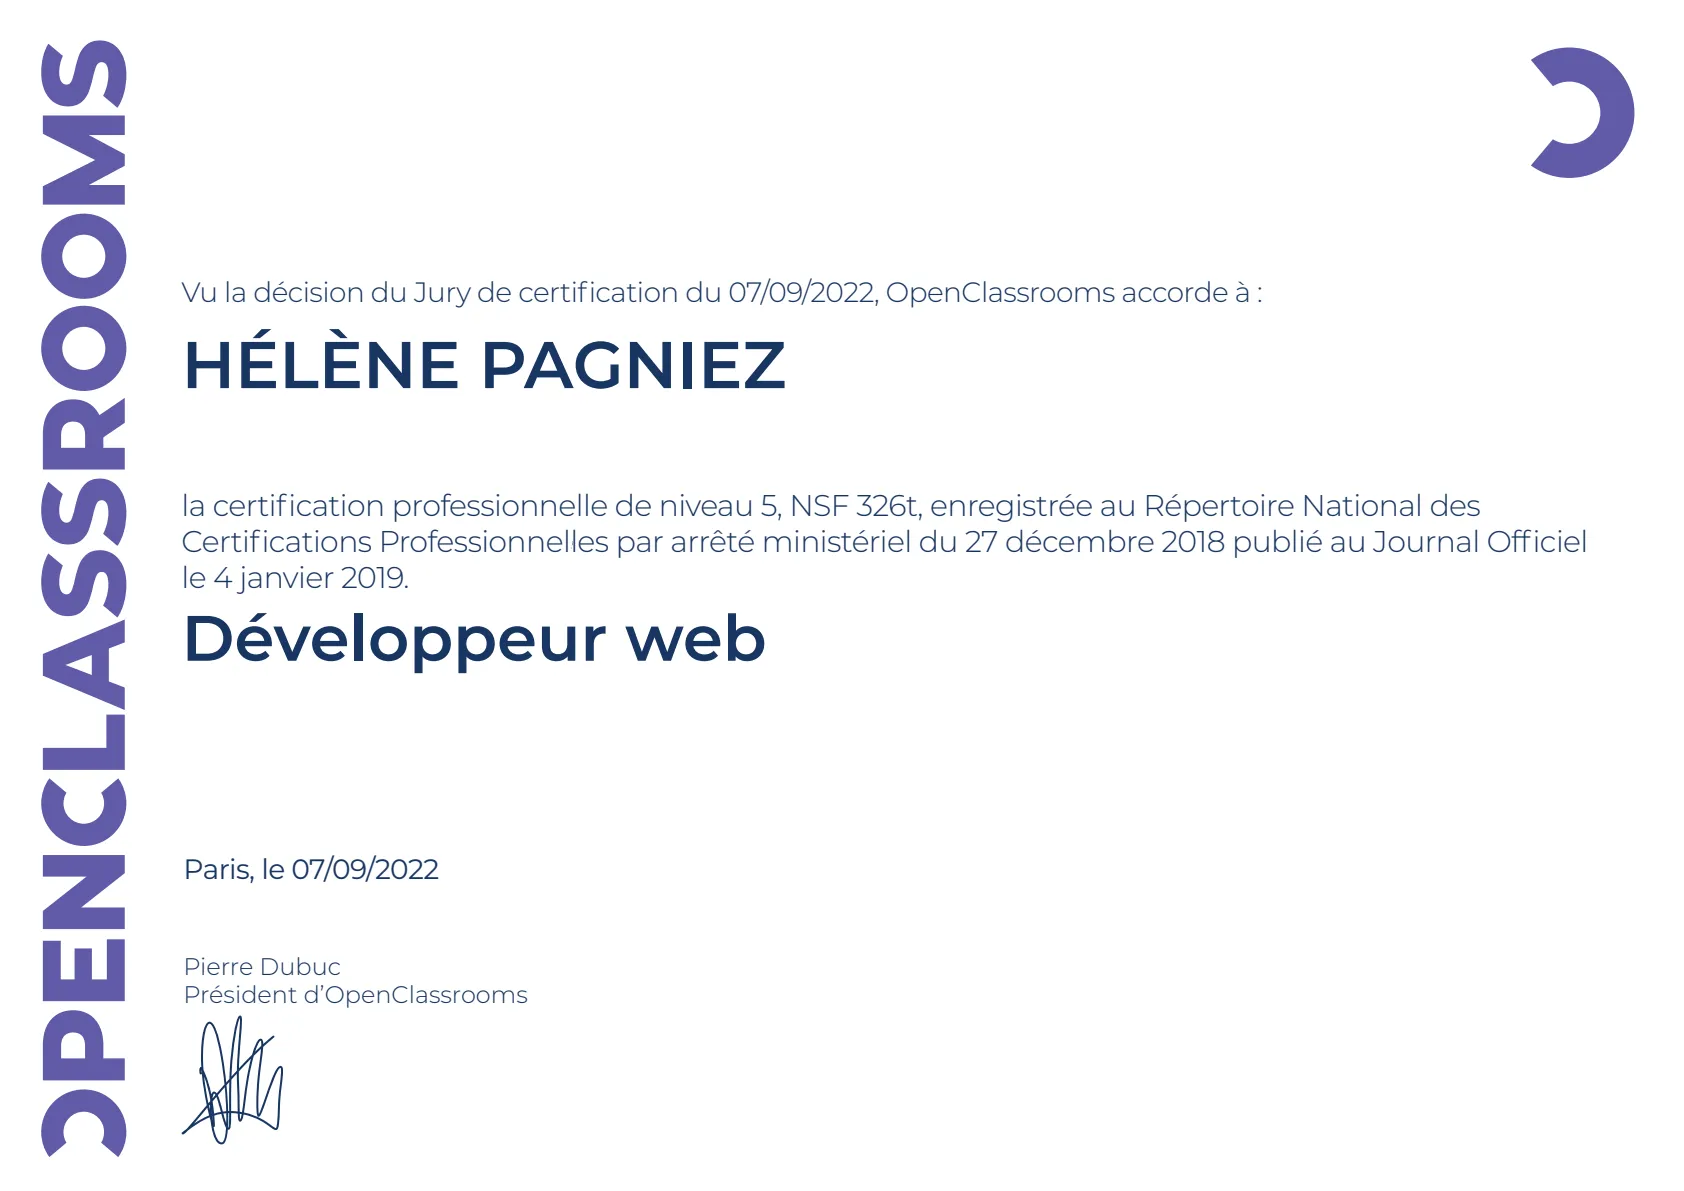 OPENCLASSROOMS
Vu la décision du Jury de certification du 07/09/2022, OpenClassrooms accorde à :
HÉLÈNE PAGNIEZ
la certification professionnelle de niveau 5, NSF 326t, enregistrée au Répertoire National des
Certifications Professionnelles par arrêté ministériel du 27 décembre 2018 publié au Journal Officiel
le 4 janvier 2019.
Développeur web
Paris, le 07/09/2022
Pierre Dubuc
Président d’OpenClassrooms